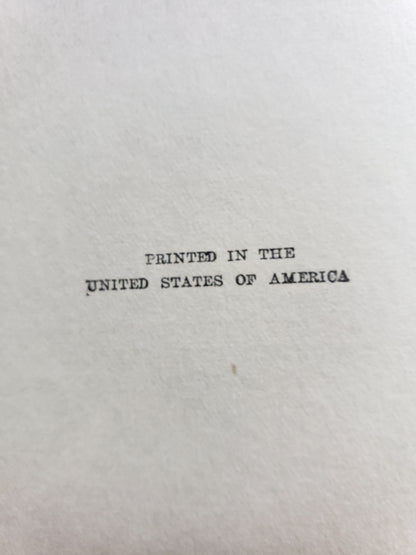 PRINTED IN THE
UNITED STATES OF AMERICA